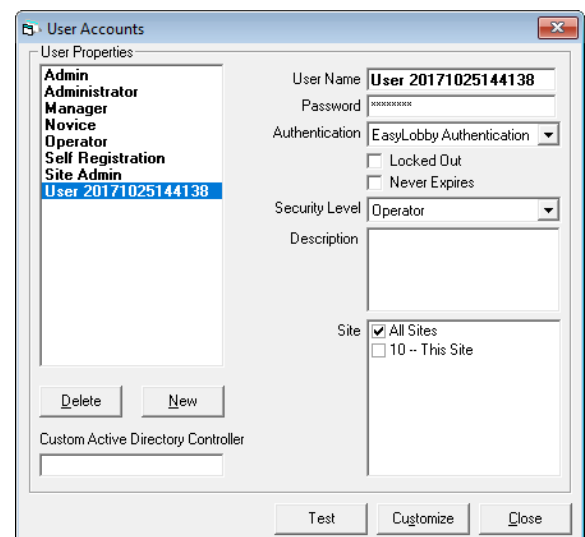 User Accounts
User Properties
Admin
Administrator
Manager
Novice
Operator
Self Registration
Site Admin
User 20171025144138
User Name User 20171025144138
Password ××××××××
Authentication EasyLobby Authentication
Locked Out
Never Expires
Security Level Operator
Description
Site All Sites
10 -- This Site
Delete New
Custom Active Directory Controller
Test Customize Close